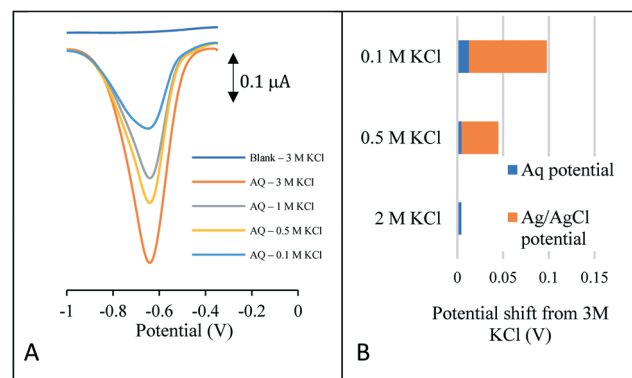 A
0.1 µA
Blank – 3 M KCl
AQ – 3 M KCl
AQ – 1 M KCl
AQ – 0.5 M KCl
AQ – 0.1 M KCl
-1 -0.8 -0.6 -0.4 -0.2 0
Potential (V)
B
0.1 M KCl
0.5 M KCl
2 M KCl
Aq potential
Ag/AgCl
potential
0 0.05 0.1 0.15
Potential shift from 3M
KCl (V)